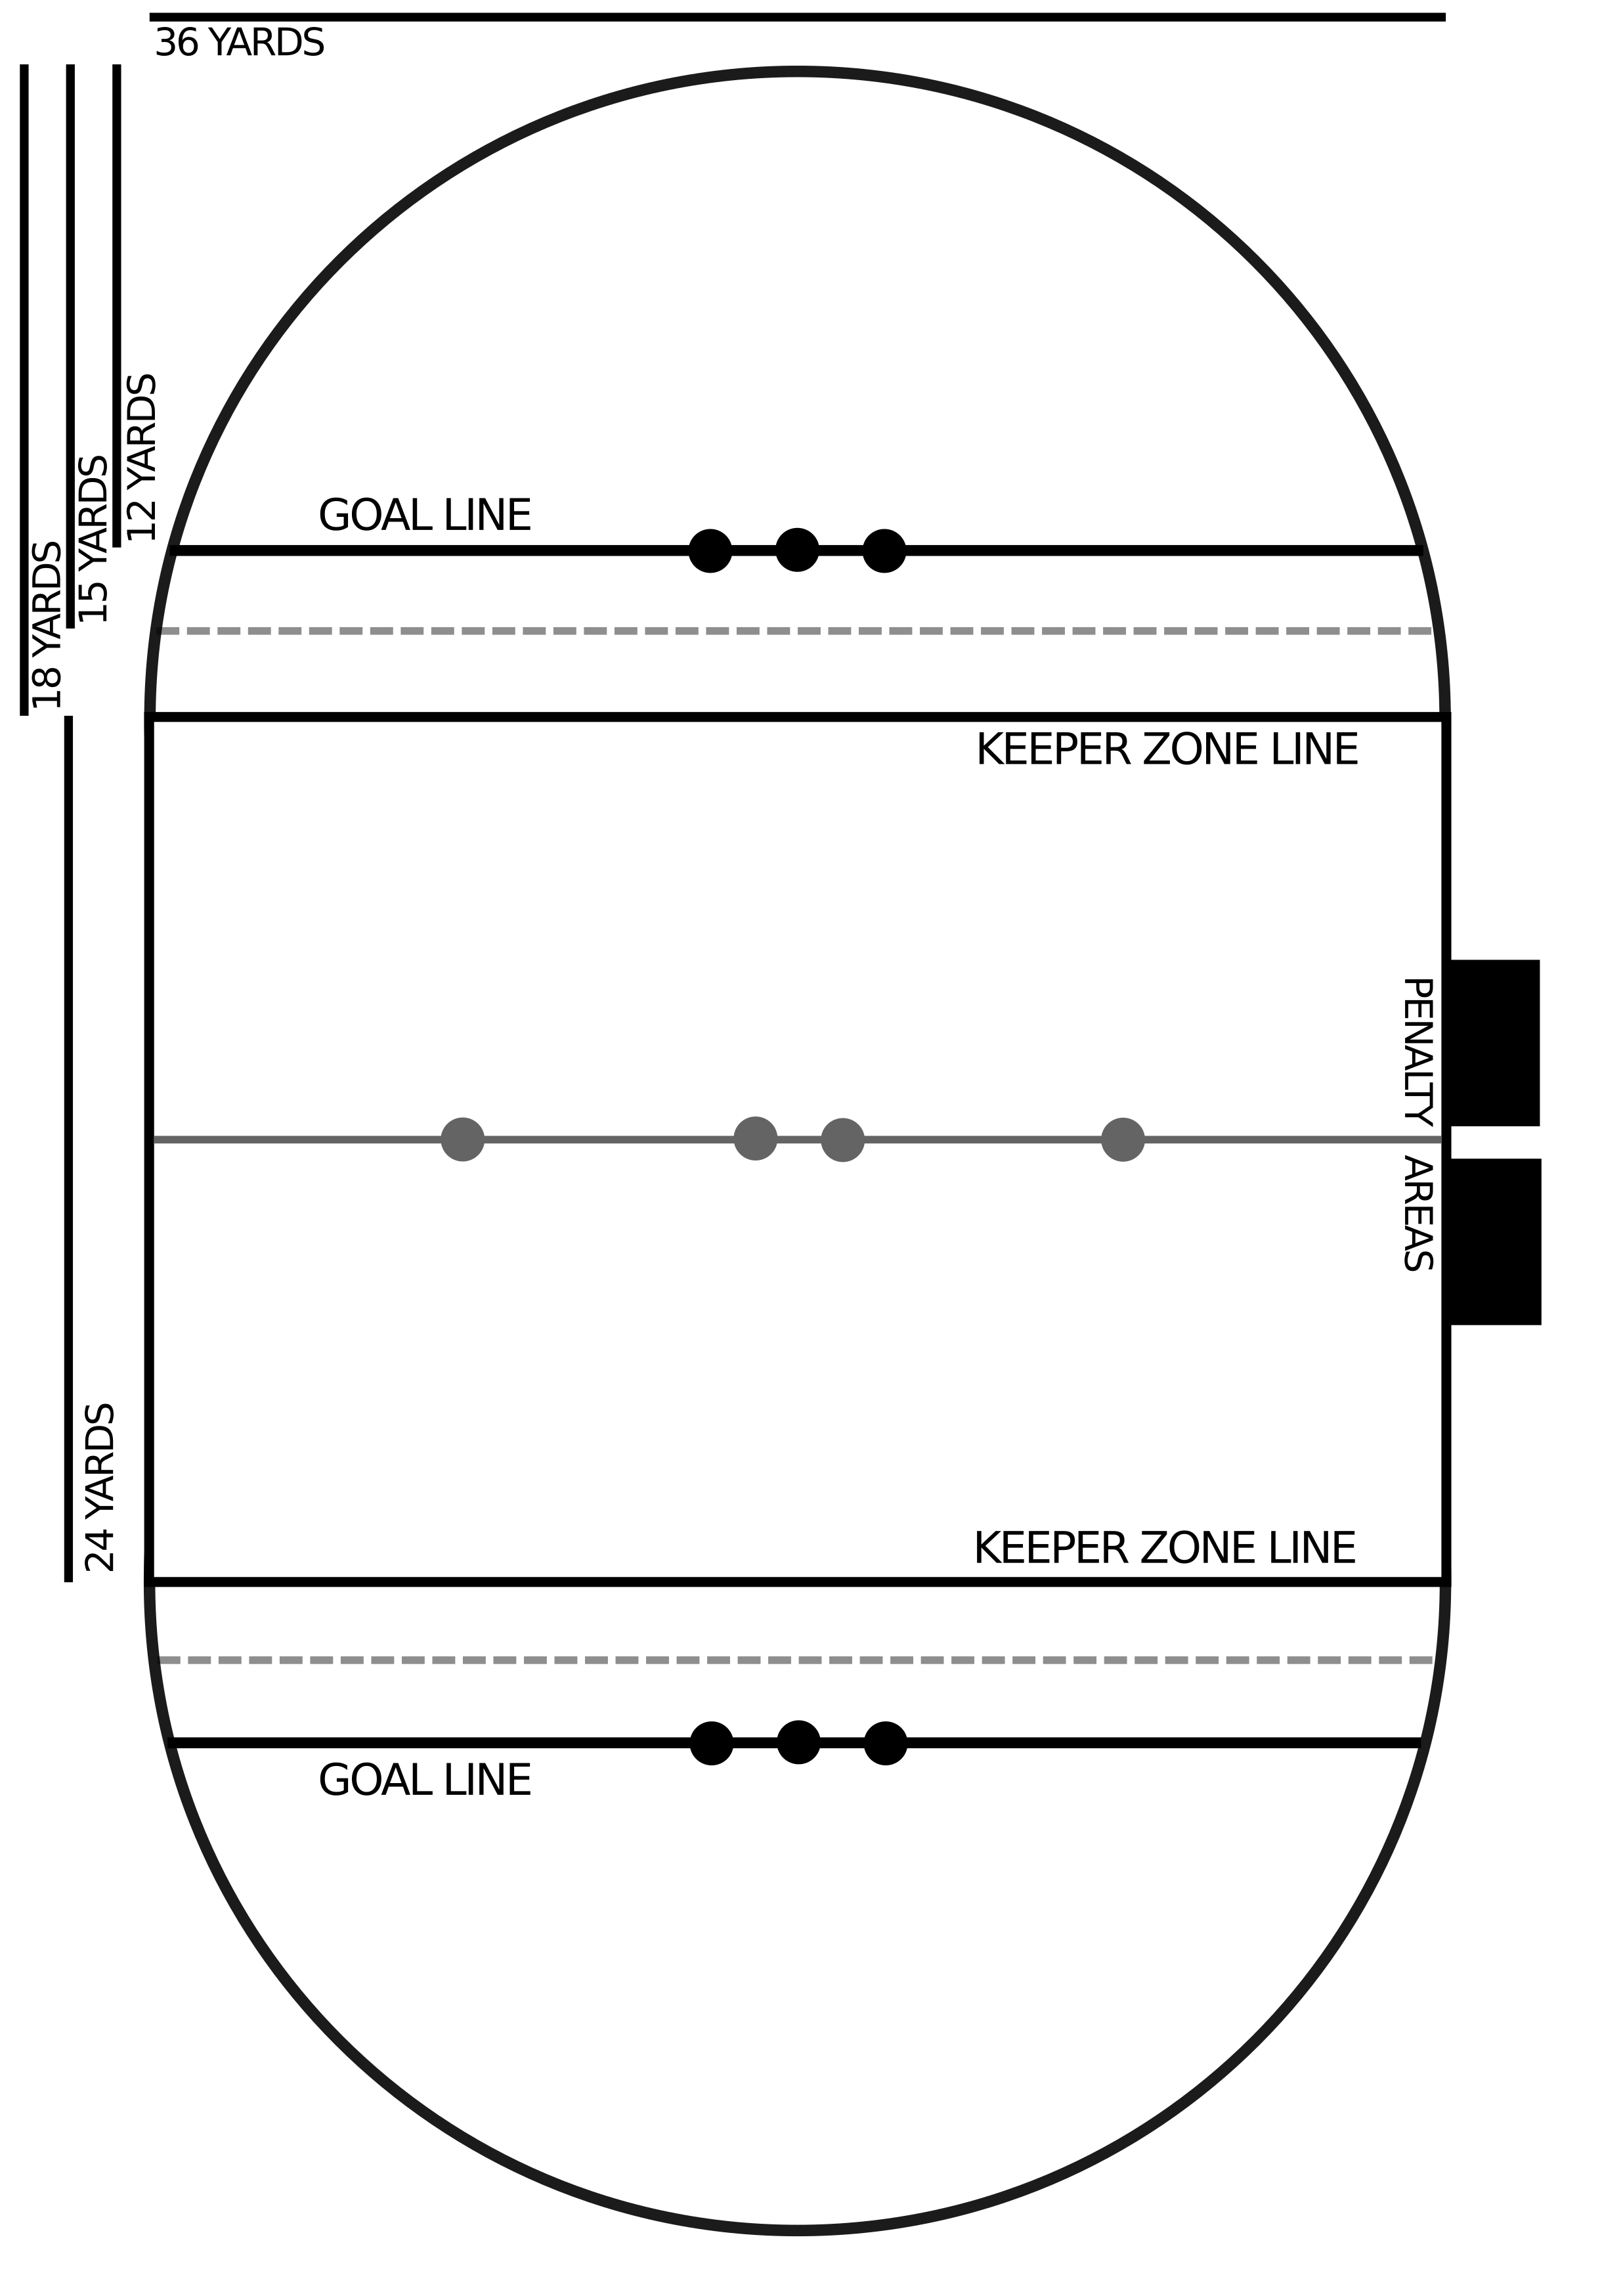 36 YARDS
18 YARDS
15 YARDS
12 YARDS
GOAL LINE
KEEPER ZONE LINE
PENALTY AREAS
24 YARDS
KEEPER ZONE LINE
GOAL LINE